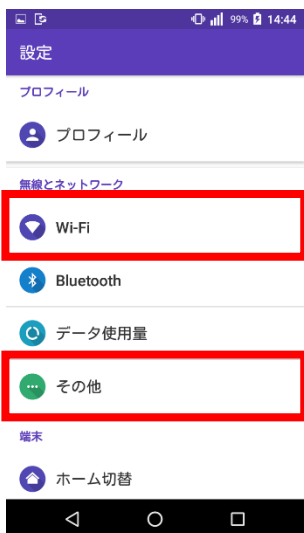 99% 14:44
設定
プロフィール
プロフィール
無線とネットワーク
Wi-Fi
Bluetooth
データ使用量
その他
端末
ホーム切替